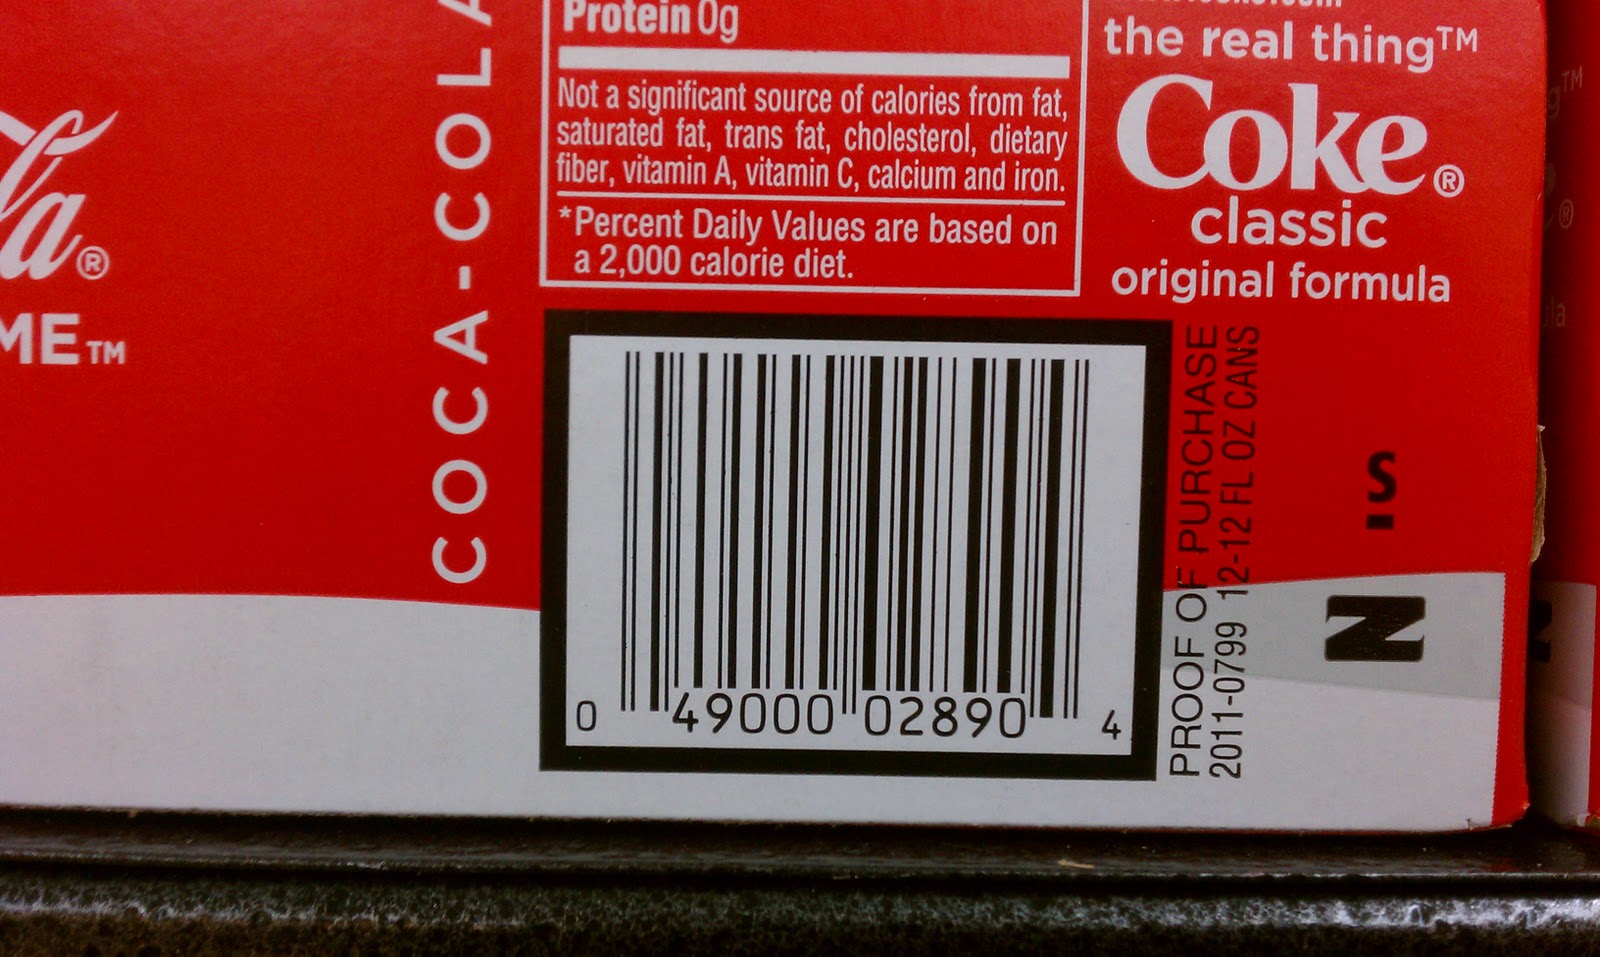 Protein 0g
Not a significant source of calories from fat,
saturated fat, trans fat, cholesterol, dietary
fiber, vitamin A, vitamin C, calcium and iron.
*Percent Daily Values are based on
a 2,000 calorie diet.
the real thing™
Coke®
classic
original formula
la®
ME™
COCA-COLA
0 49000 02890 4
PROOF OF PURCHASE
2011-0799 12-12 FL OZ CANS
S
N